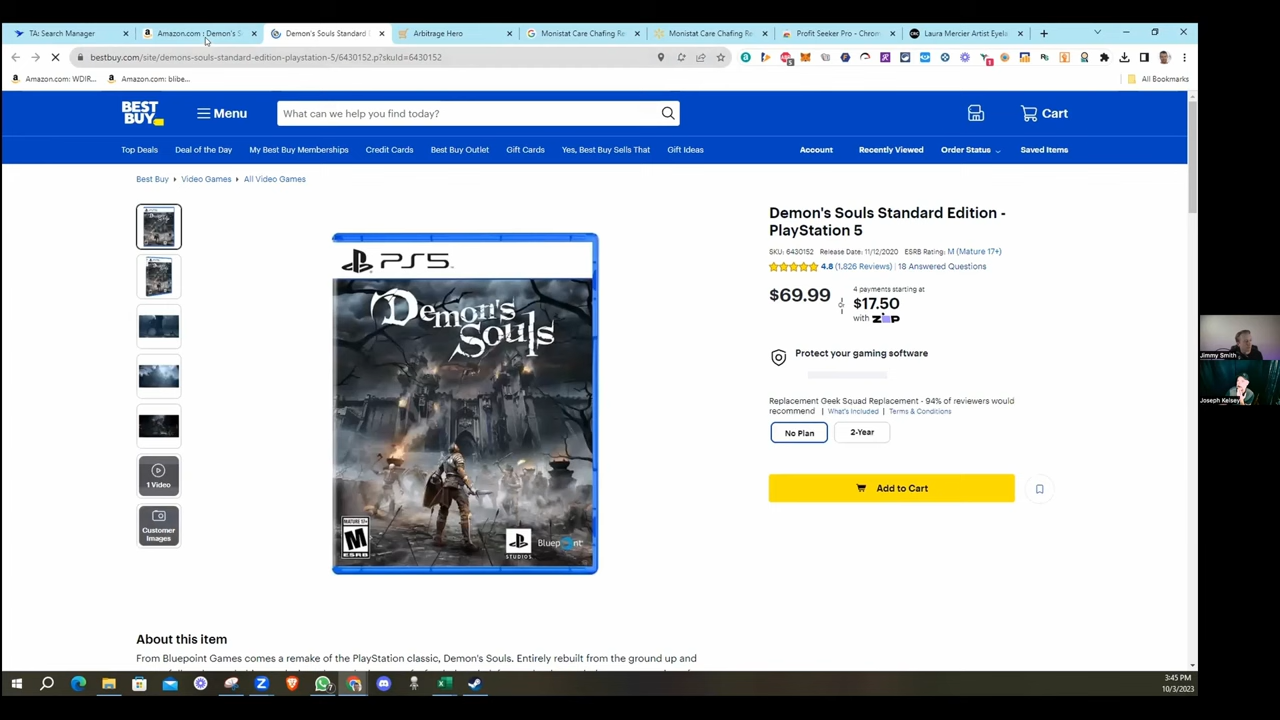 TA: Search Manager
Amazon.com : Demon's S
Demon's Souls Standard
Arbitrage Hero
Monistat Care Chafing Re
Monistat Care Chafing Re
Profit Seeker Pro - Chrom
Laura Mercier Artist Eyela
bestbuy.com/site/demons-souls-standard-edition-playstation-5/6430152.p?skuId=6430152
Amazon.com: WDIR...
Amazon.com: blibe...
All Bookmarks
BEST BUY
Menu
What can we help you find today?
Cart
Top Deals
Deal of the Day
My Best Buy Memberships
Credit Cards
Best Buy Outlet
Gift Cards
Yes, Best Buy Sells That
Gift Ideas
Account
Recently Viewed
Order Status
Saved Items
Best Buy
Video Games
All Video Games
PS5
Demon's Souls
MATURE 17+
M
ESRB
PlayStation
STUDIOS
Bluep int
1 Video
Customer
Images
Demon's Souls Standard Edition -
PlayStation 5
SKU: 6430152 Release Date: 11/12/2020 ESRB Rating: M (Mature 17+)
4.8 (1,826 Reviews) | 18 Answered Questions
$69.99
or
4 payments starting at
$17.50
with ZIP
Protect your gaming software
Replacement Geek Squad Replacement - 94% of reviewers would
recommend | What's Included | Terms & Conditions
No Plan
2-Year
Add to Cart
About this item
From Bluepoint Games comes a remake of the PlayStation classic, Demon's Souls. Entirely rebuilt from the ground up and
Jimmy Smith
Joseph Kelsey
3:45 PM
10/3/2023